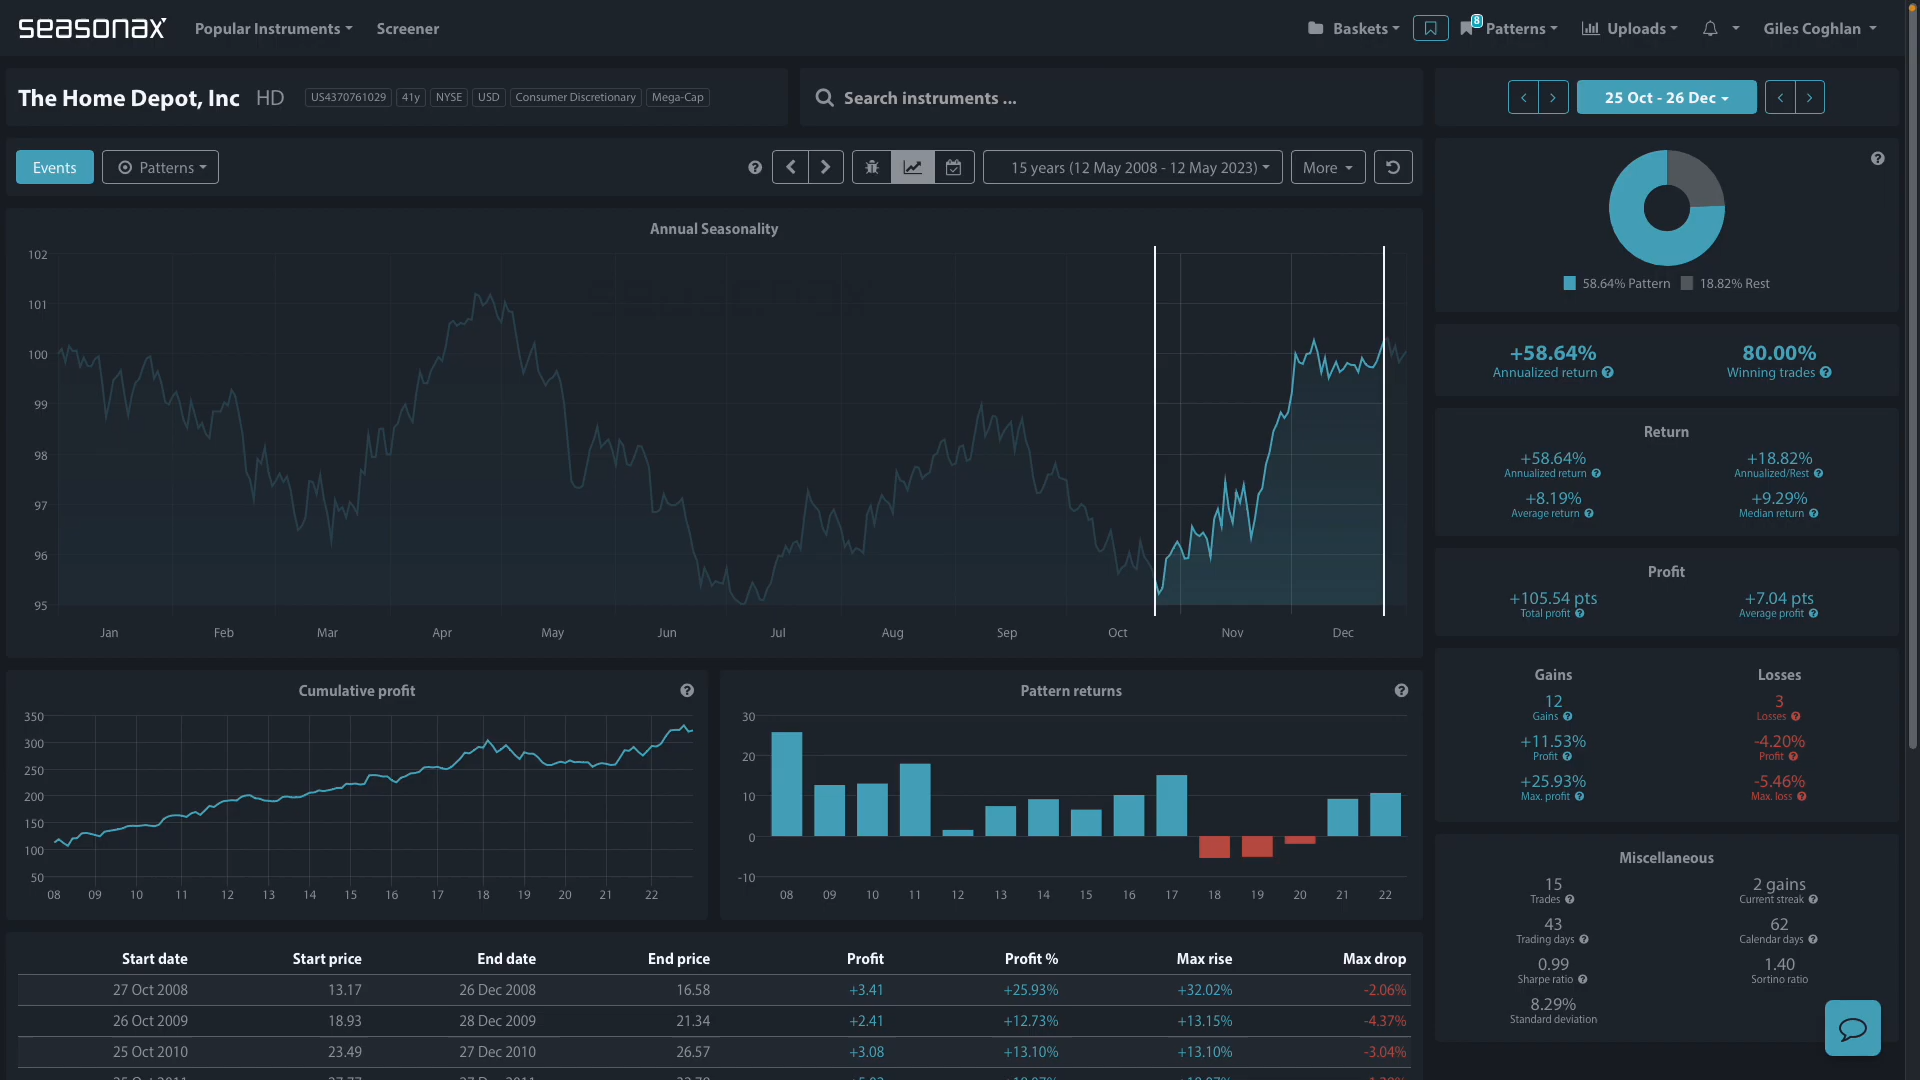 seasonax
Popular Instruments
Screener
Baskets
8
Patterns
Uploads
Giles Coghlan
The Home Depot, Inc HD US4370761029 41y NYSE USD Consumer Discretionary Mega-Cap
Search instruments ...
25 Oct - 26 Dec
Events
Patterns
15 years (12 May 2008 - 12 May 2023)
More
Annual Seasonality
102
101
100
99
98
97
96
95
Jan Feb Mar Apr May Jun Jul Aug Sep Oct Nov Dec
58.64% Pattern 18.82% Rest
+58.64% 80.00%
Annualized return Winning trades
Return
+58.64% +18.82%
Annualized return Annualized/Rest
+8.19% +9.29%
Average return Median return
Profit
+105.54 pts +7.04 pts
Total profit Average profit
Gains Losses
12 3
Gains Losses
+11.53% -4.20%
Profit Profit
+25.93% -5.46%
Max. profit Max. loss
Miscellaneous
15 2 gains
Trades Current streak
43 62
Trading days Calendar days
0.99 1.40
Sharpe ratio Sortino ratio
8.29%
Standard deviation
Cumulative profit
350
300
250
200
150
100
50
08 09 10 11 12 13 14 15 16 17 18 19 20 21 22
Pattern returns
30
20
10
0
-10
08 09 10 11 12 13 14 15 16 17 18 19 20 21 22
Start date Start price End date End price Profit Profit % Max rise Max drop
27 Oct 2008 13.17 26 Dec 2008 16.58 +3.41 +25.93% +32.02% -2.06%
26 Oct 2009 18.93 28 Dec 2009 21.34 +2.41 +12.73% +13.15% -4.37%
25 Oct 2010 23.49 27 Dec 2010 26.57 +3.08 +13.10% +13.10% -3.04%